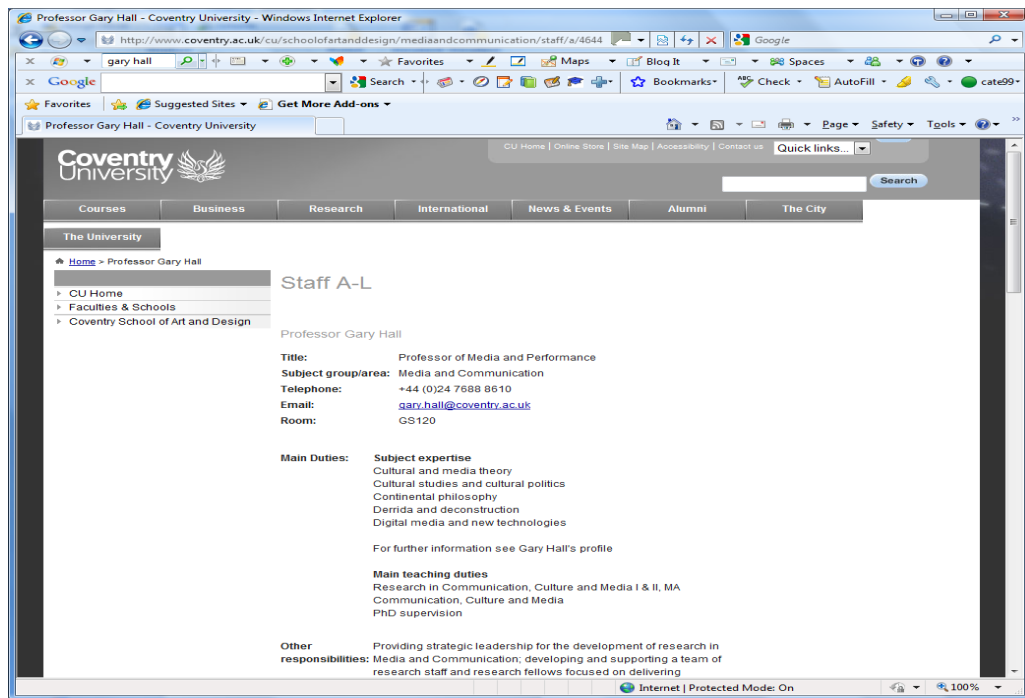 Professor Gary Hall - Coventry University - Windows Internet Explorer
http://www.coventry.ac.uk/cu/schoolofartanddesign/mediaandcommunication/staff/a/4644
Google
gary hall
Favorites
Maps
Blog It
Spaces
Google
Search
Bookmarks
ABC Check
AutoFill
cate99
Favorites
Suggested Sites
Get More Add-ons
Professor Gary Hall - Coventry University
Page
Safety
Tools
Coventry
University
CU Home | Online Store | Site Map | Accessibility | Contact us
Quick links...
Search
Courses
Business
Research
International
News & Events
Alumni
The City
The University
Home > Professor Gary Hall
CU Home
Faculties & Schools
Coventry School of Art and Design
Staff A-L
Professor Gary Hall
Title: Professor of Media and Performance
Subject group/area: Media and Communication
Telephone: +44 (0)24 7688 8610
Email: gary.hall@coventry.ac.uk
Room: GS120
Main Duties: Subject expertise
Cultural and media theory
Cultural studies and cultural politics
Continental philosophy
Derrida and deconstruction
Digital media and new technologies
For further information see Gary Hall's profile
Main teaching duties
Research in Communication, Culture and Media I & II, MA
Communication, Culture and Media
PhD supervision
Other Providing strategic leadership for the development of research in
responsibilities: Media and Communication; developing and supporting a team of
research staff and research fellows focused on delivering
Internet | Protected Mode: On
100%